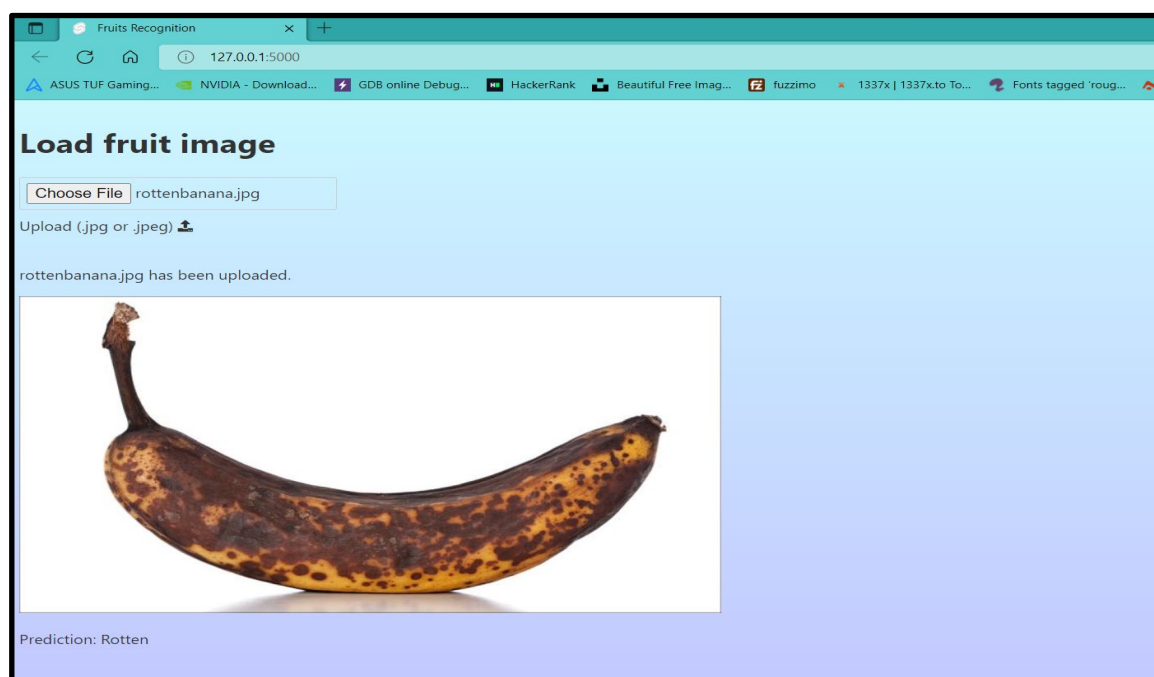 Fruits Recognition
127.0.0.1:5000
ASUS TUF Gaming... NVIDIA - Download... GDB online Debug... HackerRank Beautiful Free Imag... fuzzimo 1337x | 1337x.to To... Fonts tagged 'roug...
Load fruit image
Choose File rottenbanana.jpg
Upload (.jpg or .jpeg)
rottenbanana.jpg has been uploaded.
Prediction: Rotten